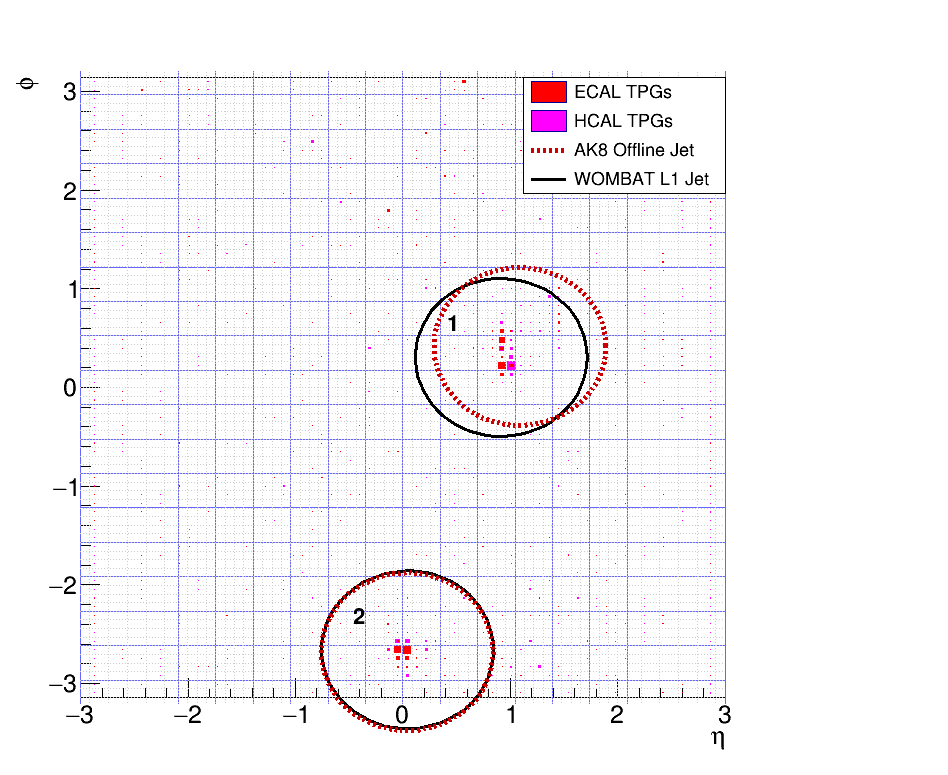 ϕ
3
2
1
0
−1
−2
−3
ECAL TPGs
HCAL TPGs
AK8 Offline Jet
WOMBAT L1 Jet
1
2
−3 −2 −1 0 1 2 3
η